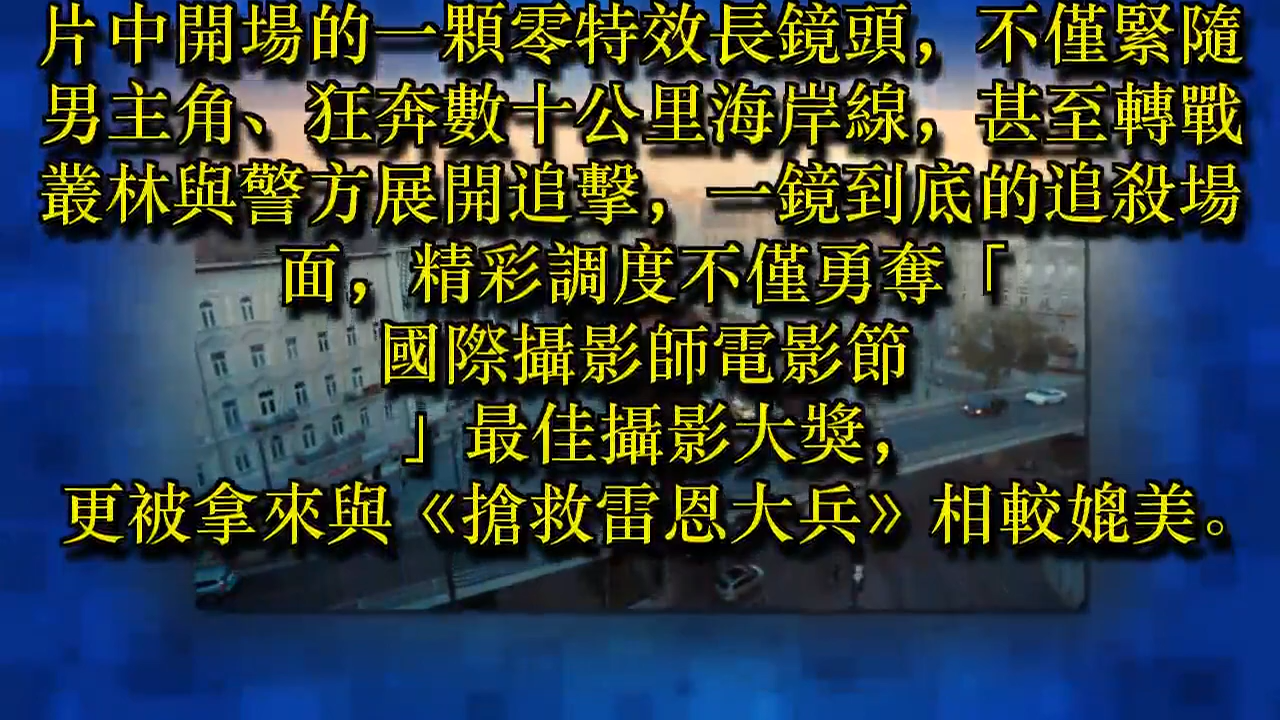 片中開場的一顆零特效長鏡頭，不僅緊隨
男主角、狂奔數十公里海岸線，甚至轉戰
叢林與警方展開追擊，一鏡到底的追殺場
面，精彩調度不僅勇奪「
國際攝影師電影節
」最佳攝影大獎，
更被拿來與《搶救雷恩大兵》相較媲美。